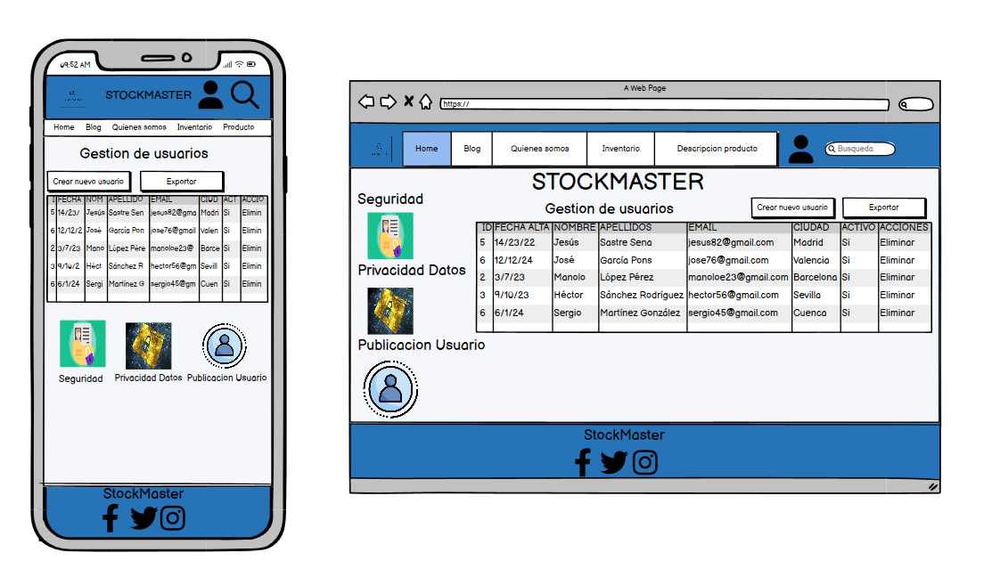 09:52 AM
STOCKMASTER
Home Blog Quienes somos Inventario Producto
Gestion de usuarios
Crear nuevo usuario Exportar
I FECHA NOM APELLIDO EMAIL CIUD ACT ACCIO
5 14/23/ Jesús Sastre Sen jesus82@gma Madri Si Elimin
6 12/12/2 José García Pon jose76@gmail Valen Si Elimin
2 3/7/23 Mano López Pére manoloe23@ Barce Si Elimin
3 9/10/2 Héct Sánchez R hector56@gm Sevill Si Elimin
6 6/1/24 Sergi Martínez G sergio45@gm Cuen Si Elimin
Seguridad Privacidad Datos Publicacion Usuario
StockMaster
A Web Page
https://
Home Blog Quienes somos Inventario Descripcion producto Busqueda
STOCKMASTER
Seguridad
Gestion de usuarios
Crear nuevo usuario Exportar
ID FECHA ALTA NOMBRE APELLIDOS EMAIL CIUDAD ACTIVO ACCIONES
5 14/23/22 Jesús Sastre Sena jesus82@gmail.com Madrid Si Eliminar
6 12/12/24 José García Pons jose76@gmail.com Valencia Si Eliminar
2 3/7/23 Manolo López Pérez manoloe23@gmail.com Barcelona Si Eliminar
3 9/10/23 Héctor Sánchez Rodríguez hector56@gmail.com Sevilla Si Eliminar
6 6/1/24 Sergio Martínez González sergio45@gmail.com Cuenca Si Eliminar
Privacidad Datos
Publicacion Usuario
StockMaster